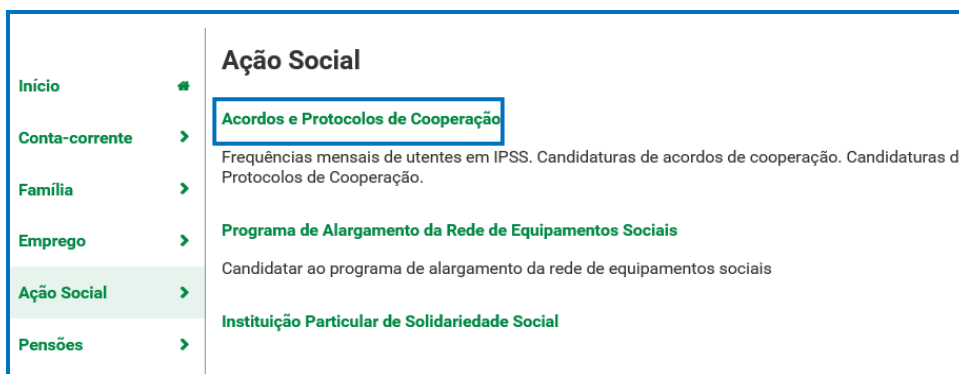 Início
Conta-corrente
Família
Emprego
Ação Social
Pensões
Ação Social
Acordos e Protocolos de Cooperação
Frequências mensais de utentes em IPSS. Candidaturas de acordos de cooperação. Candidaturas d
Protocolos de Cooperação.
Programa de Alargamento da Rede de Equipamentos Sociais
Candidatar ao programa de alargamento da rede de equipamentos sociais
Instituição Particular de Solidariedade Social